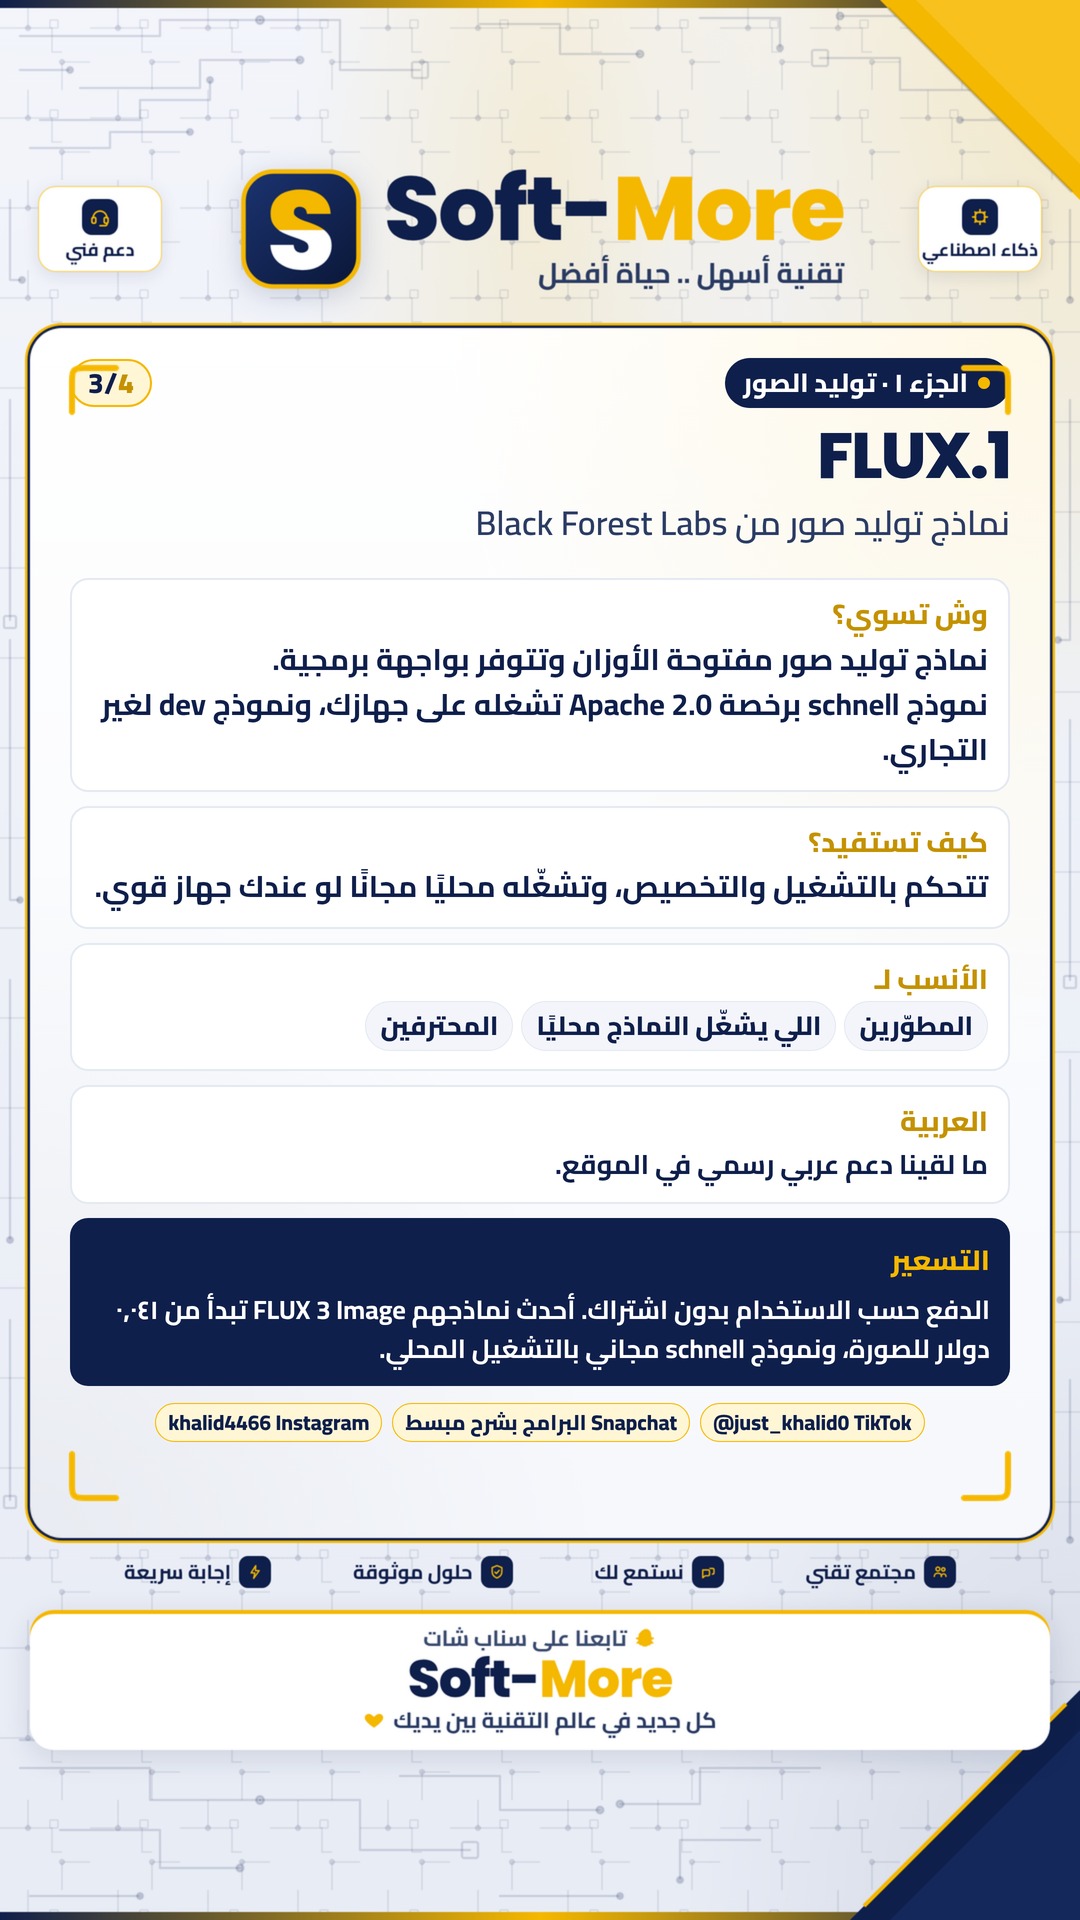 ذكاء اصطناعي
Soft-More
تقنية أسهل .. حياة أفضل
S
دعم فني
الجزء ١ · توليد الصور
3/4
FLUX.1
نماذج توليد صور من Black Forest Labs
وش تسوي؟
نماذج توليد صور مفتوحة الأوزان وتتوفر بواجهة برمجية.
نموذج schnell برخصة Apache 2.0 تشغله على جهازك، ونموذج dev لغير
التجاري.
كيف تستفيد؟
تتحكم بالتشغيل والتخصيص، وتشغّله محليًا مجانًا لو عندك جهاز قوي.
الأنسب لـ
المطوّرين
اللي يشغّل النماذج محليًا
المحترفين
العربية
ما لقينا دعم عربي رسمي في الموقع.
التسعير
الدفع حسب الاستخدام بدون اشتراك. أحدث نماذجهم FLUX 3 Image تبدأ من ٠,٠٤١
دولار للصورة، ونموذج schnell مجاني بالتشغيل المحلي.
@just_khalid0 TikTok
Snapchat البرامج بشرح مبسط
khalid4466 Instagram
مجتمع تقني
نستمع لك
حلول موثوقة
إجابة سريعة
تابعنا على سناب شات
Soft-More
كل جديد في عالم التقنية بين يديك